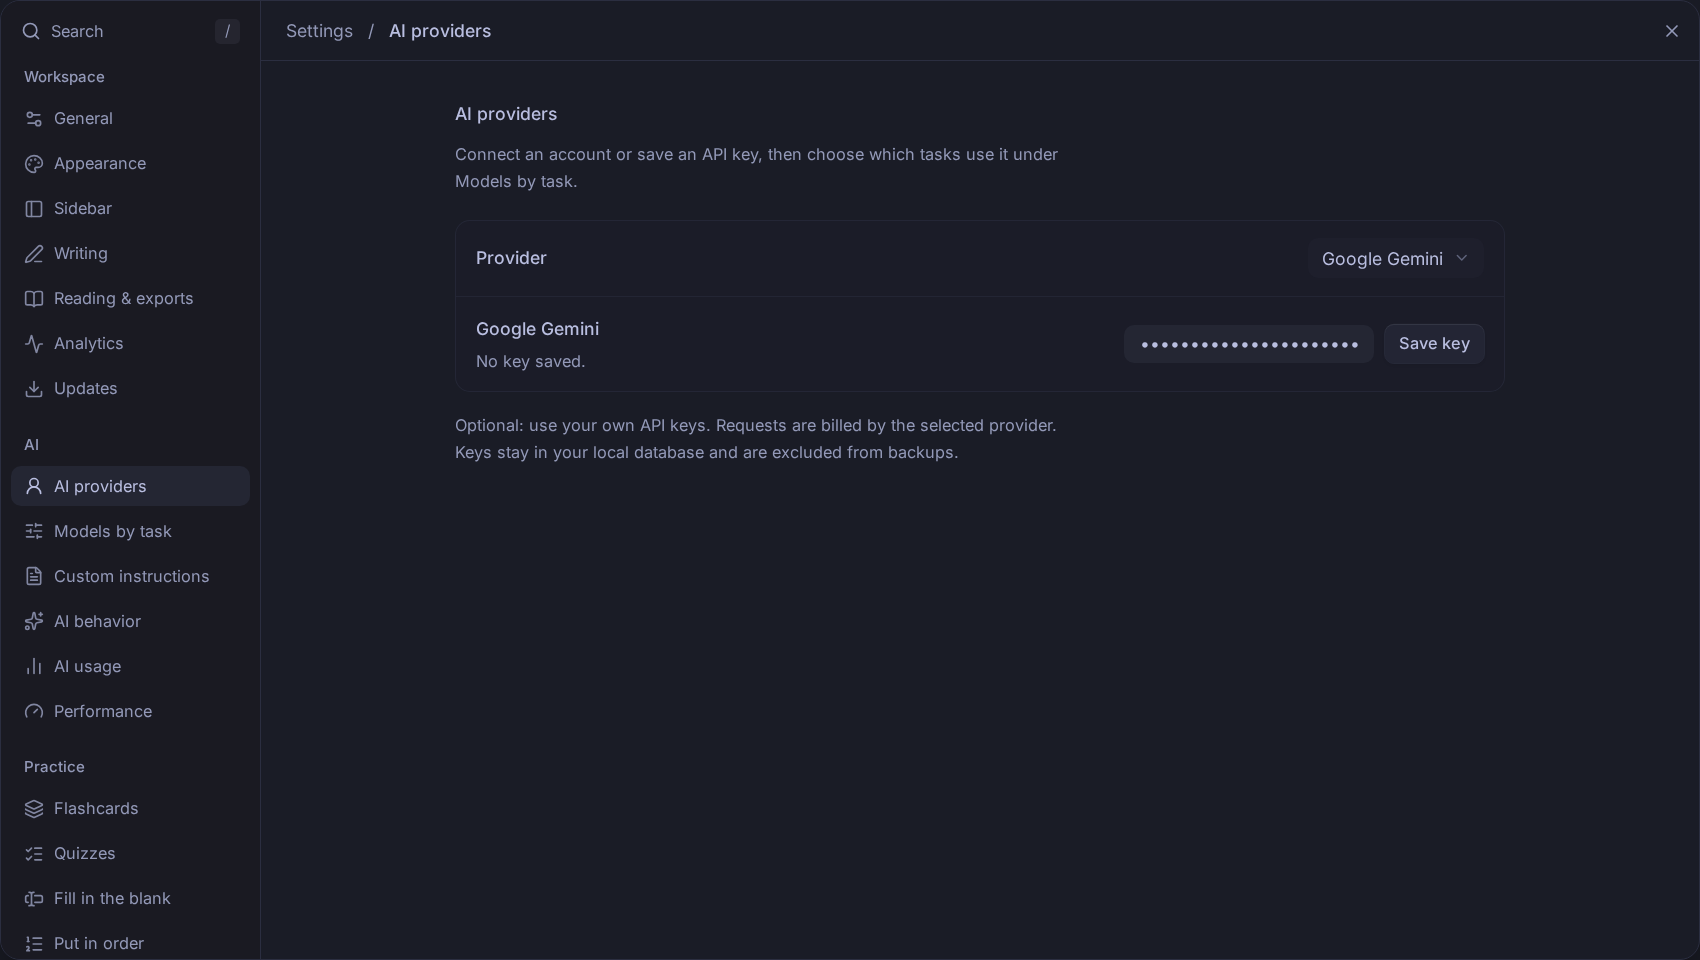 Search /
Workspace
General
Appearance
Sidebar
Writing
Reading & exports
Analytics
Updates
AI
AI providers
Models by task
Custom instructions
AI behavior
AI usage
Performance
Practice
Flashcards
Quizzes
Fill in the blank
Put in order
Settings / AI providers
AI providers
Connect an account or save an API key, then choose which tasks use it under
Models by task.
Provider Google Gemini
Google Gemini
No key saved.
•••••••••••••••••••••• Save key
Optional: use your own API keys. Requests are billed by the selected provider.
Keys stay in your local database and are excluded from backups.